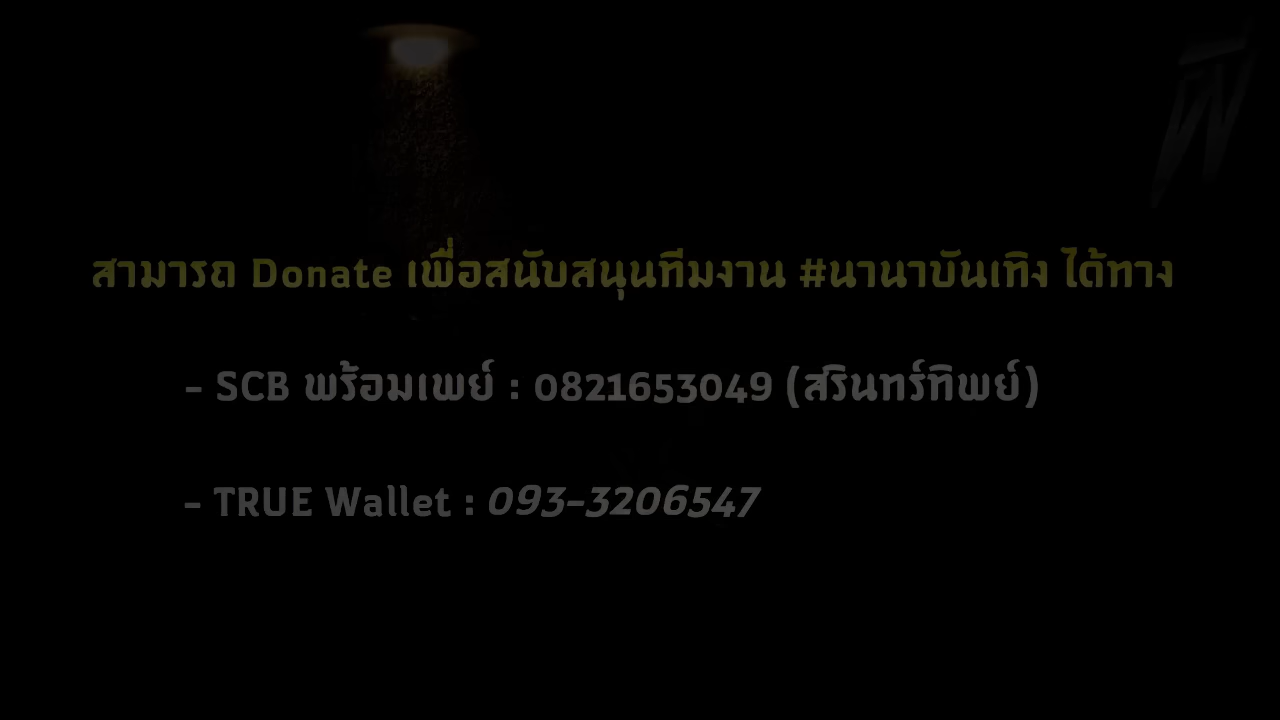 สามารถ Donate เพื่อสนับสนุนทีมงาน #นานาบันเทิง ได้ทาง
- SCB พร้อมเพย์ : 0821653049 (สรินทร์ทิพย์)
- TRUE Wallet : 093-3206547